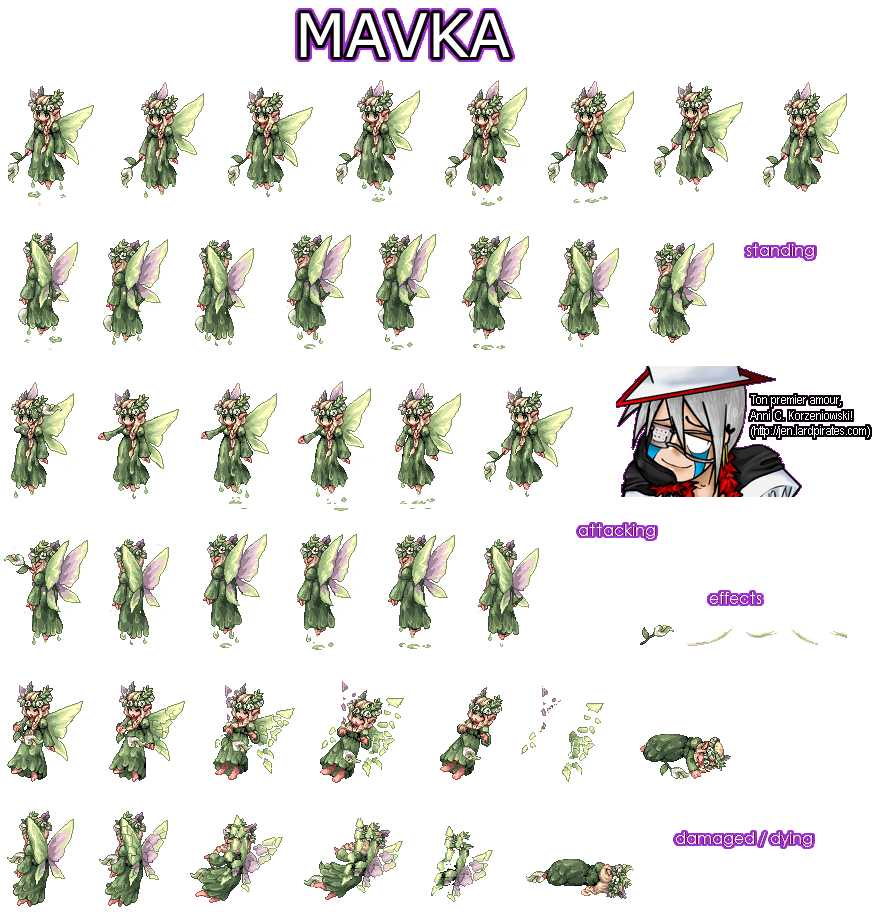 MAVKA
standing
Ton premier amour,
Anni C. Korzeniowski!
(http://jen.lardpirates.com)
attacking
effects
damaged / dying